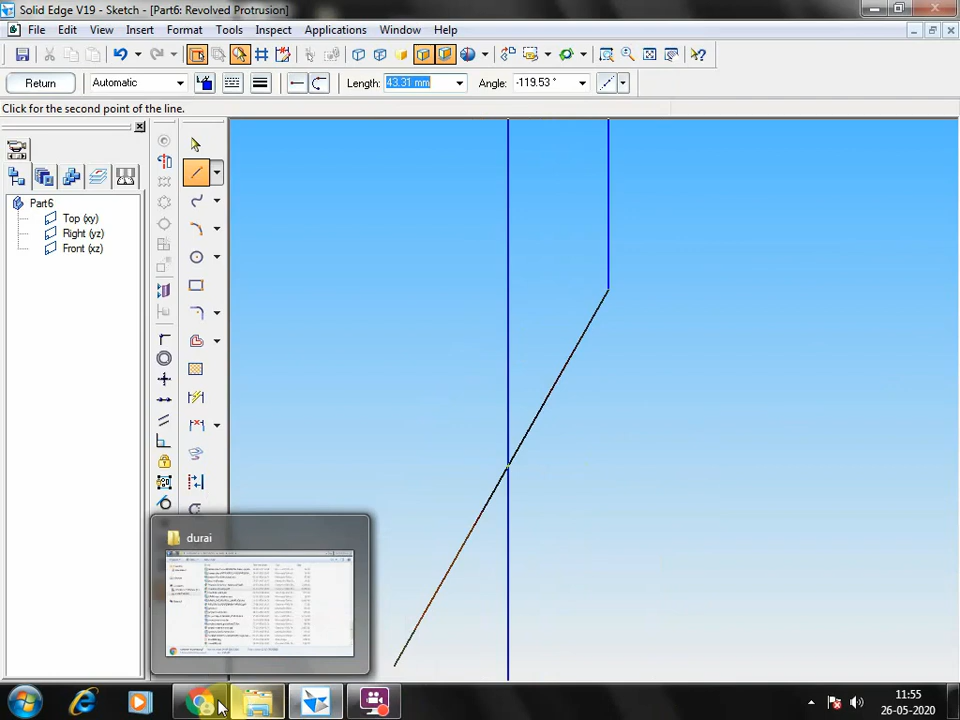 Solid Edge V19 - Sketch - [Part6: Revolved Protrusion]
File Edit View Insert Format Tools Inspect Applications Window Help
Return Automatic Length: 43.31 mm Angle: -119.53 °
Click for the second point of the line.
Part6
Top (xy)
Right (yz)
Front (xz)
durai
11:55
26-05-2020